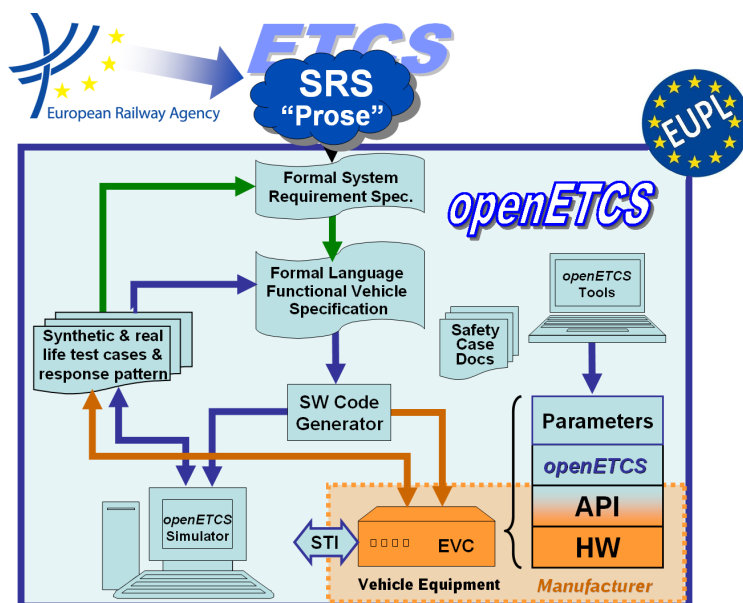 ETCS
European Railway Agency
SRS
“Prose”
EUPL
Formal System
Requirement Spec.
openETCS
Formal Language
Functional Vehicle
Specification
openETCS
Tools
Synthetic & real
life test cases &
response pattern
Safety
Case
Docs
SW Code
Generator
Parameters
openETCS
API
HW
openETCS
Simulator
STI
EVC
Vehicle Equipment
Manufacturer